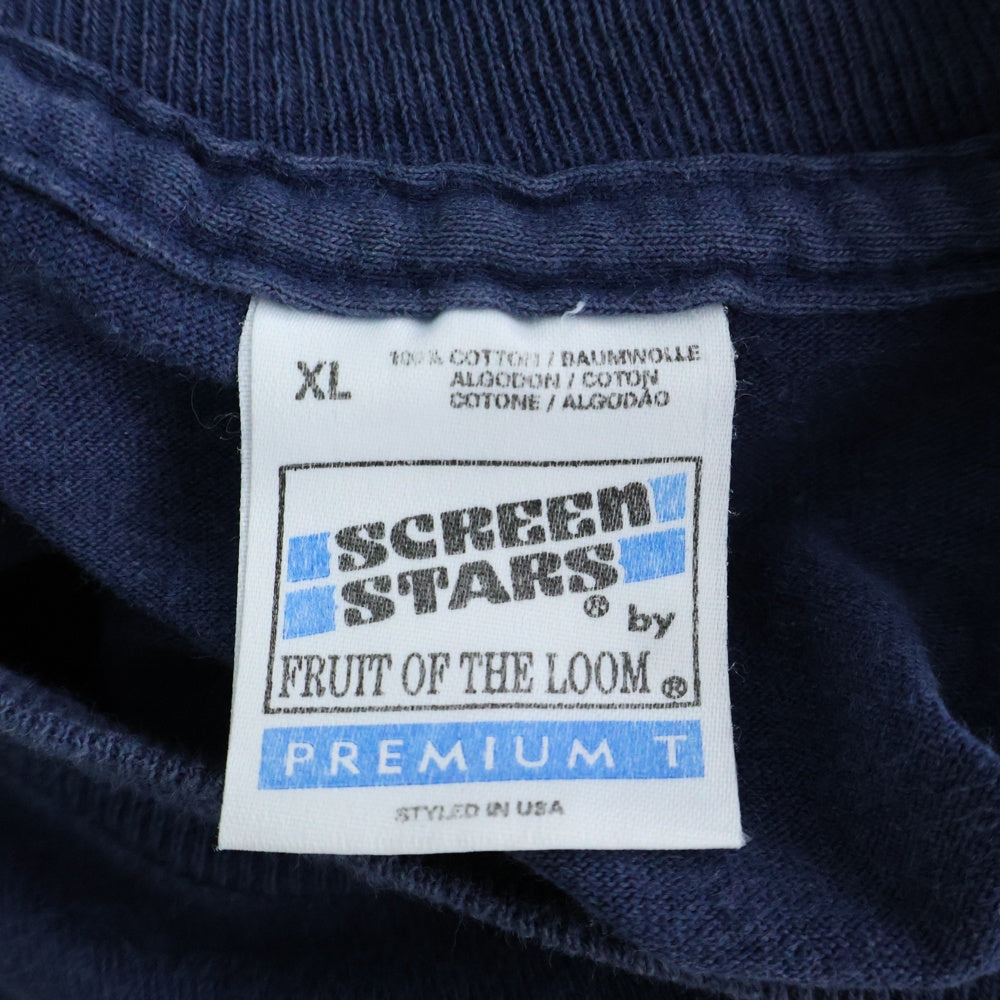 XL
100% COTTON / BAUMWOLLE
ALGODON / COTON
COTONE / ALGODÃO
SCREEN
STARS® by
FRUIT OF THE LOOM®
PREMIUM T
STYLED IN USA